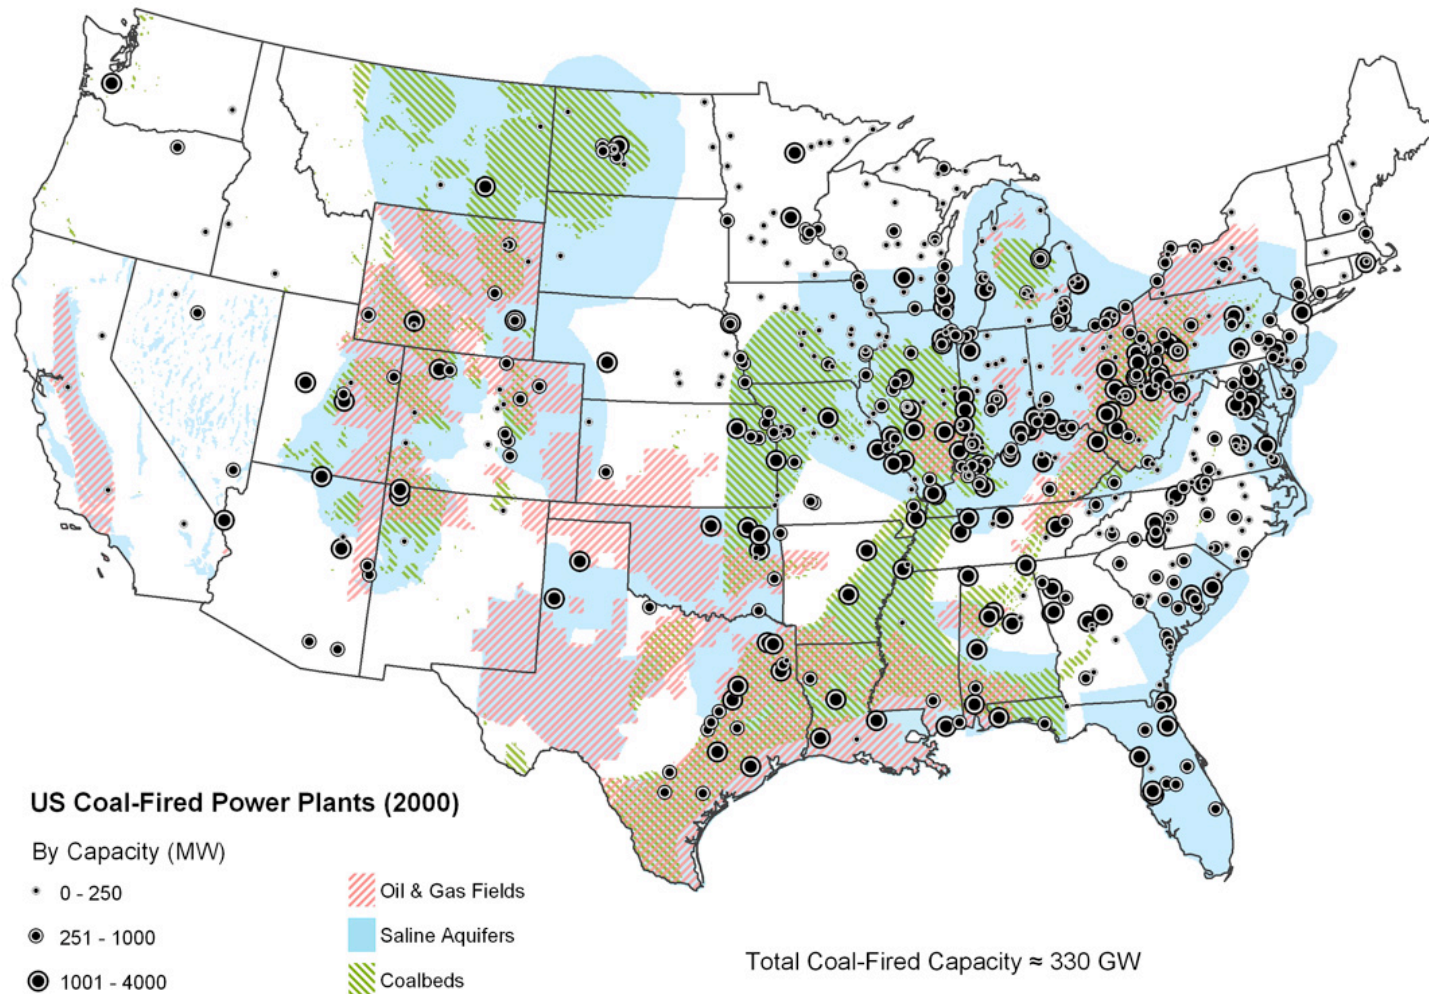 US Coal-Fired Power Plants (2000)
By Capacity (MW)
0 - 250
251 - 1000
1001 - 4000
Oil & Gas Fields
Saline Aquifers
Coalbeds
Total Coal-Fired Capacity ≈ 330 GW